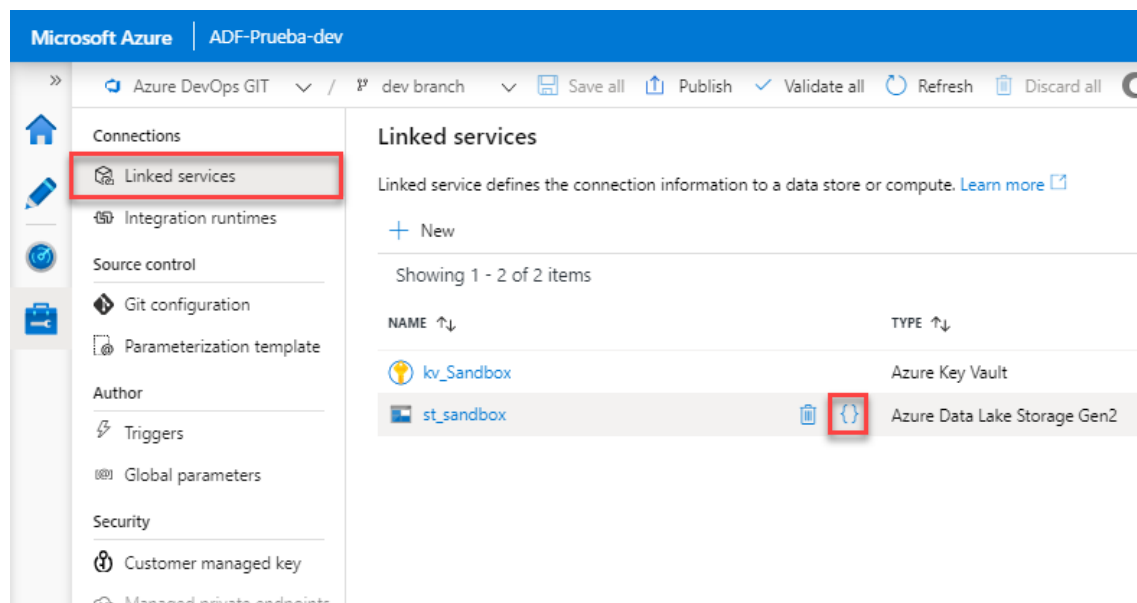 Microsoft Azure ADF-Prueba-dev
Azure DevOps GIT / dev branch Save all Publish Validate all Refresh Discard all
Connections
Linked services
Integration runtimes
Source control
Git configuration
Parameterization template
Author
Triggers
Global parameters
Security
Customer managed key
Managed private endpoints
Linked services
Linked service defines the connection information to a data store or compute. Learn more
+ New
Showing 1 - 2 of 2 items
NAME ↑↓ TYPE ↑↓
kv_Sandbox Azure Key Vault
st_sandbox {} Azure Data Lake Storage Gen2